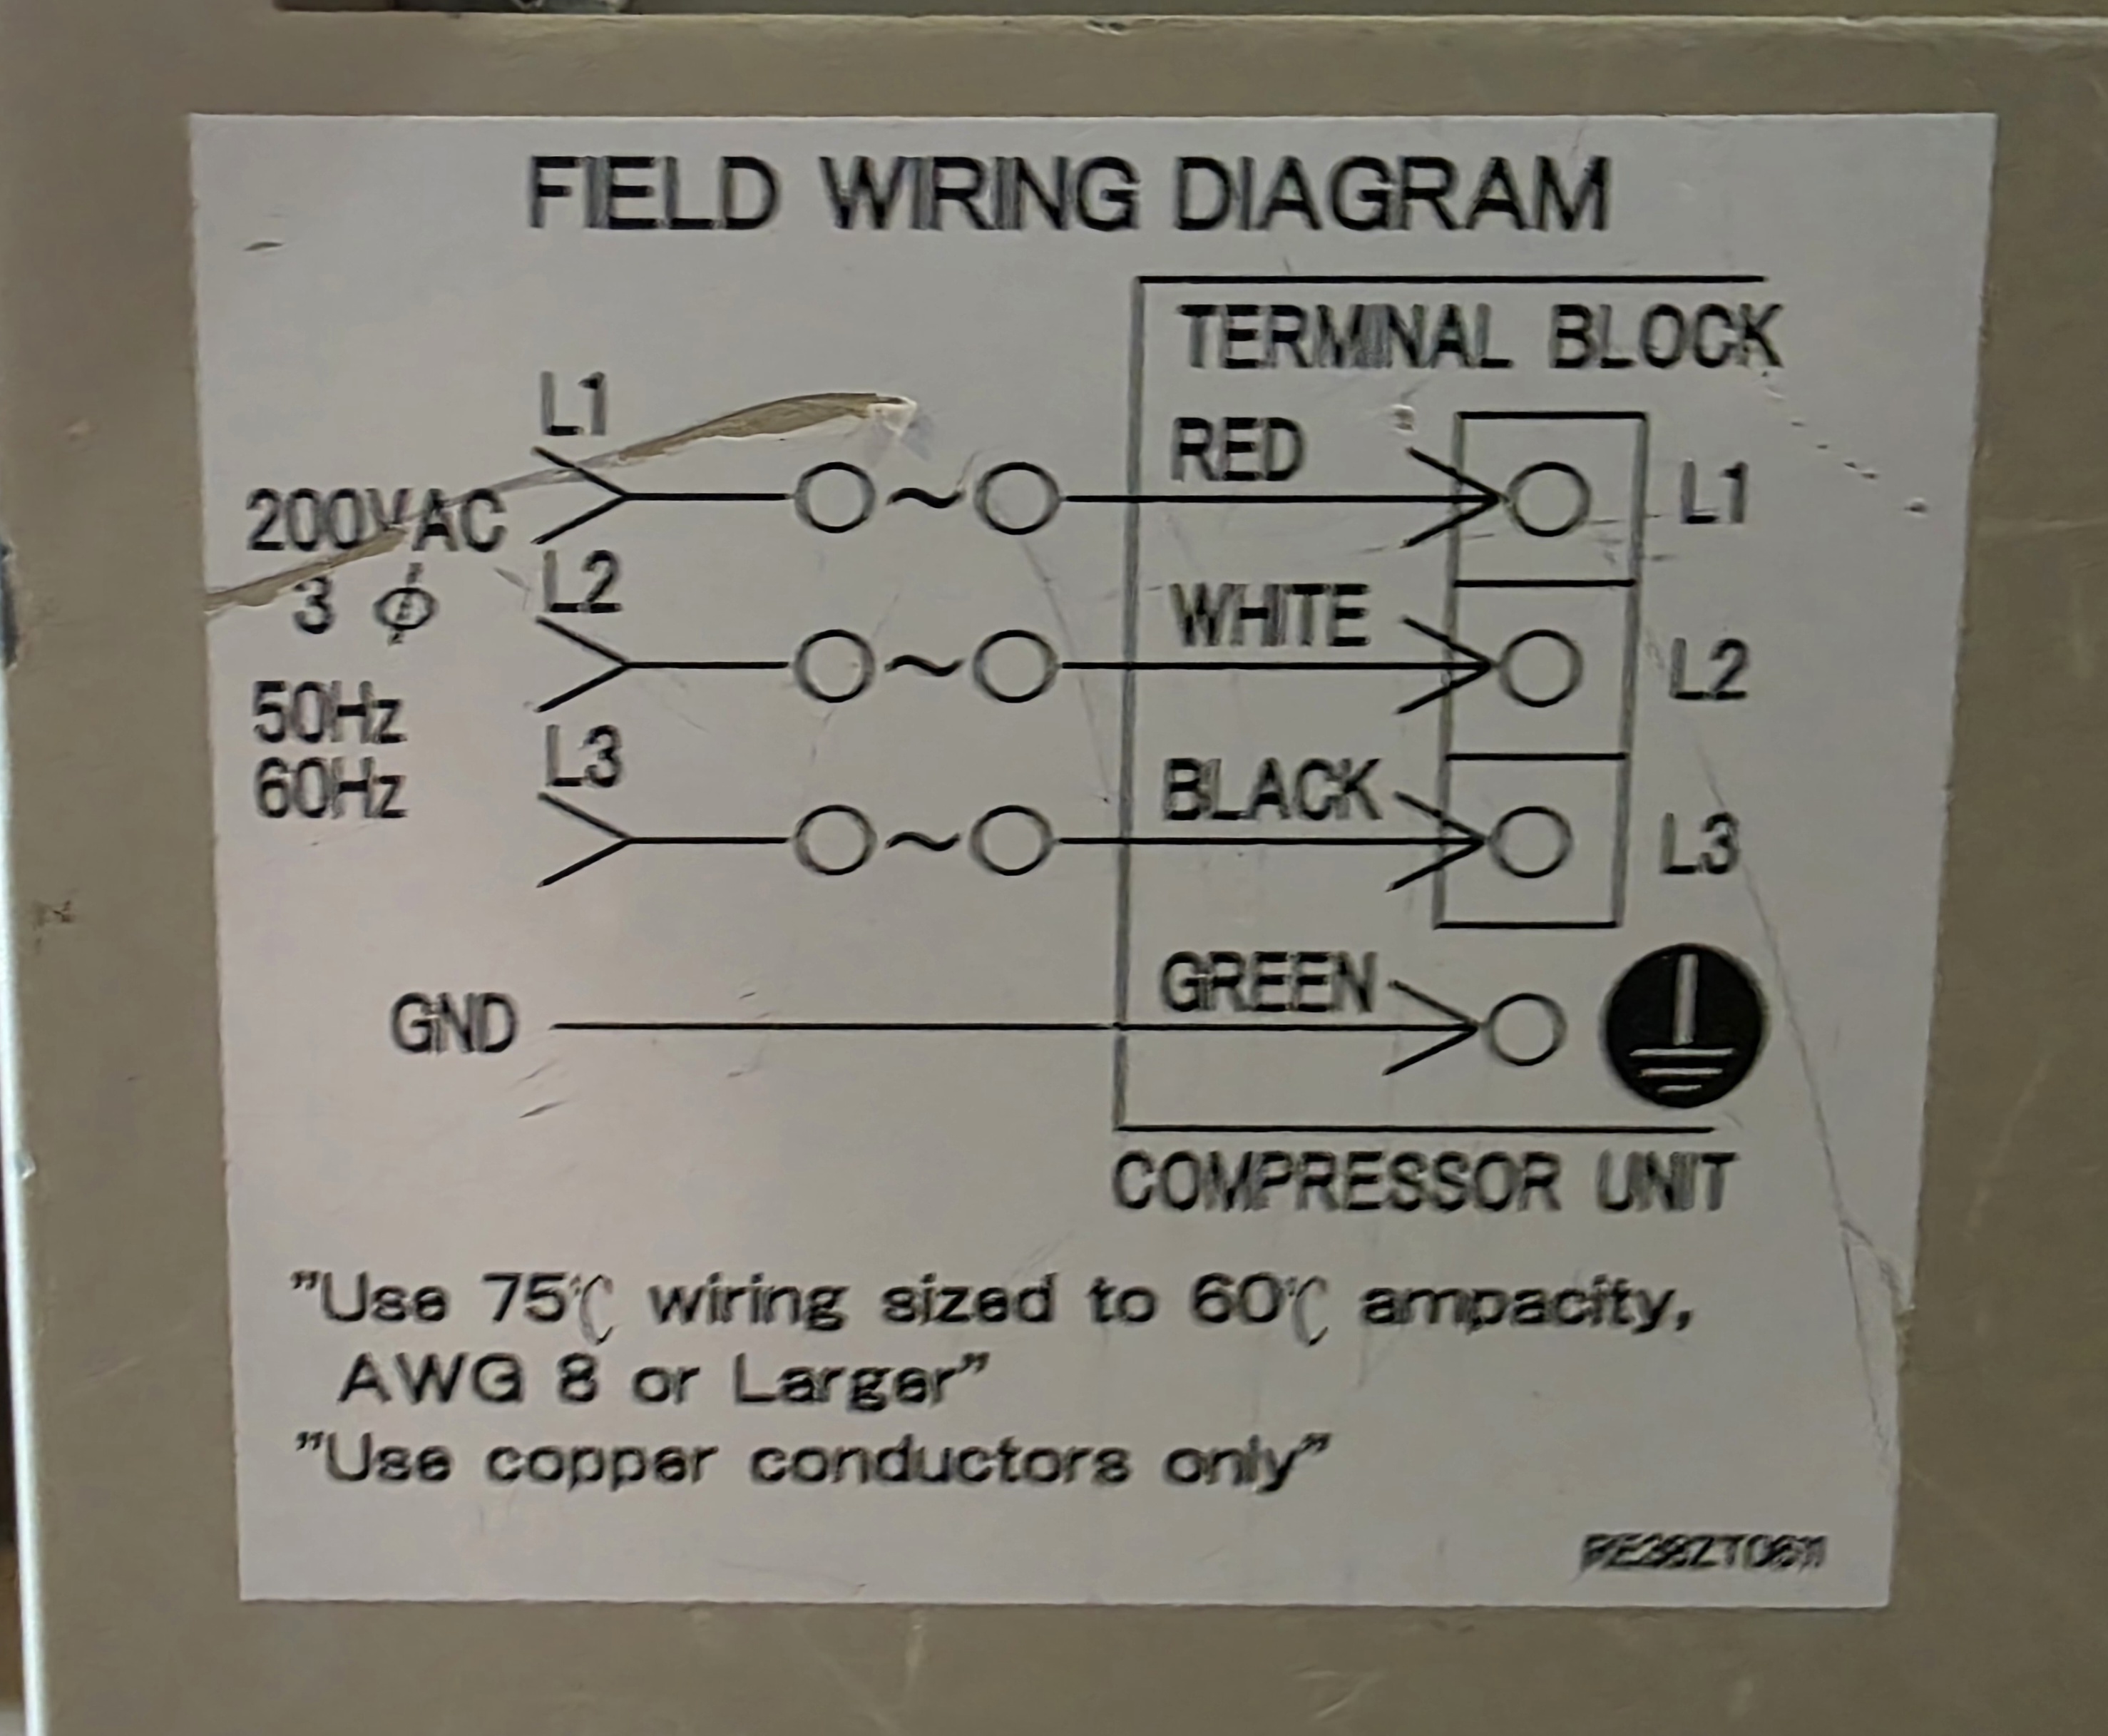 FIELD WIRING DIAGRAM
TERMINAL BLOCK
L1
RED
200VAC
L1
3 ϕ
L2
WHITE
L2
50Hz
60Hz
L3
BLACK
L3
GND
GREEN
COMPRESSOR UNIT
"Use 75℃ wiring sized to 60℃ ampacity,
AWG 8 or Larger"
"Use copper conductors only"